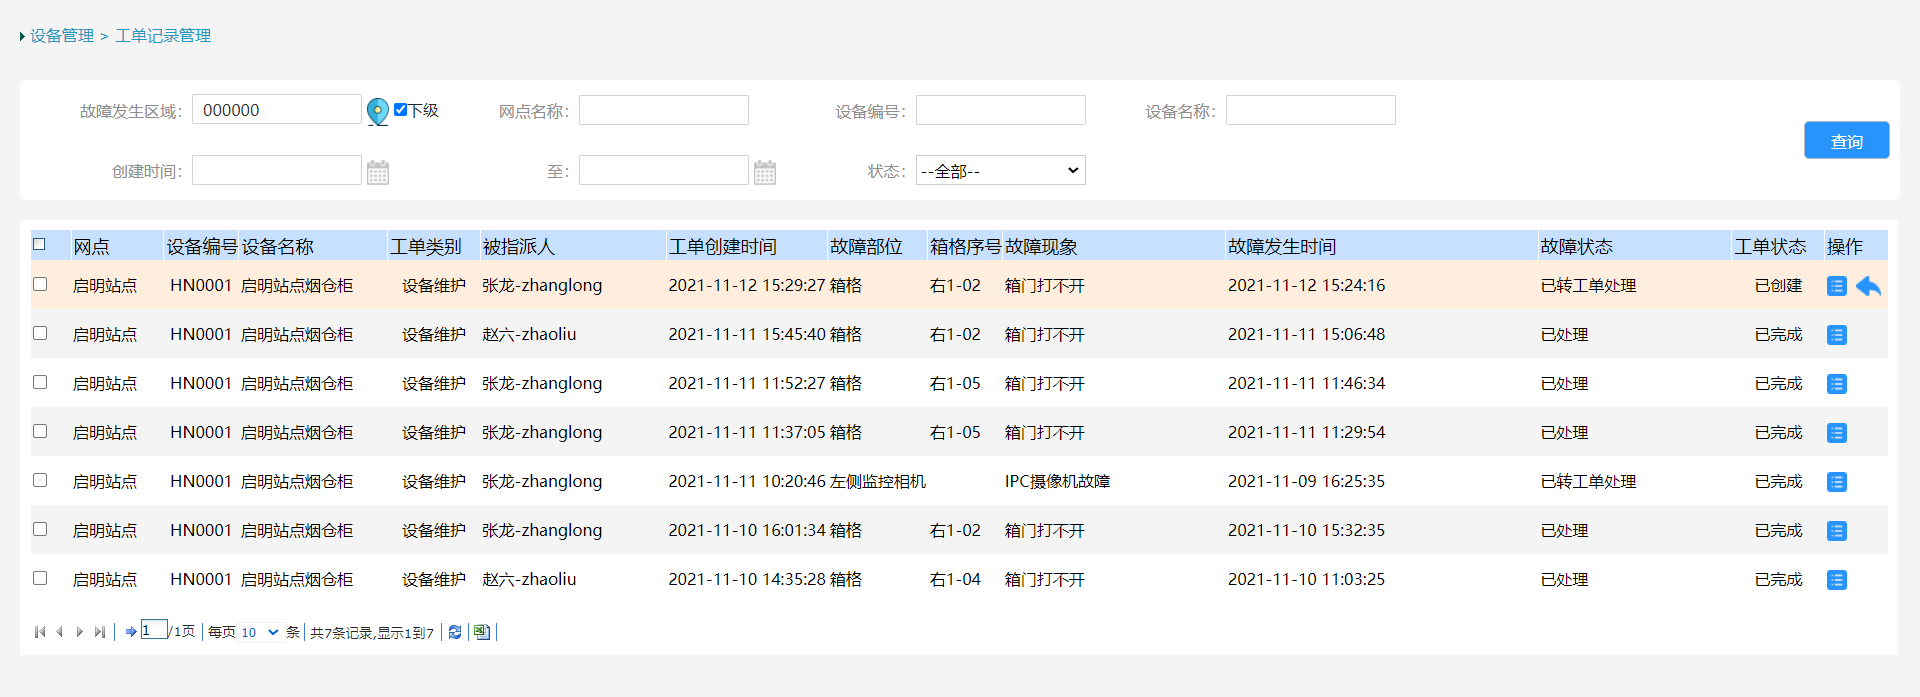 设备管理 > 工单记录管理
故障发生区域: 000000 下级 网点名称: 设备编号: 设备名称:
查询
创建时间: 至: 状态: --全部--
网点 设备编号 设备名称 工单类别 被指派人 工单创建时间 故障部位 箱格序号 故障现象 故障发生时间 故障状态 工单状态 操作
启明站点 HN0001 启明站点烟仓柜 设备维护 张龙-zhanglong 2021-11-12 15:29:27 箱格 右1-02 箱门打不开 2021-11-12 15:24:16 已转工单处理 已创建
启明站点 HN0001 启明站点烟仓柜 设备维护 赵六-zhaoliu 2021-11-11 15:45:40 箱格 右1-02 箱门打不开 2021-11-11 15:06:48 已处理 已完成
启明站点 HN0001 启明站点烟仓柜 设备维护 张龙-zhanglong 2021-11-11 11:52:27 箱格 右1-05 箱门打不开 2021-11-11 11:46:34 已处理 已完成
启明站点 HN0001 启明站点烟仓柜 设备维护 张龙-zhanglong 2021-11-11 11:37:05 箱格 右1-05 箱门打不开 2021-11-11 11:29:54 已处理 已完成
启明站点 HN0001 启明站点烟仓柜 设备维护 张龙-zhanglong 2021-11-11 10:20:46 左侧监控相机 IPC摄像机故障 2021-11-09 16:25:35 已转工单处理 已完成
启明站点 HN0001 启明站点烟仓柜 设备维护 张龙-zhanglong 2021-11-10 16:01:34 箱格 右1-02 箱门打不开 2021-11-10 15:32:35 已处理 已完成
启明站点 HN0001 启明站点烟仓柜 设备维护 赵六-zhaoliu 2021-11-10 14:35:28 箱格 右1-04 箱门打不开 2021-11-10 11:03:25 已处理 已完成
1 /1页 每页 10 条 共7条记录,显示1到7